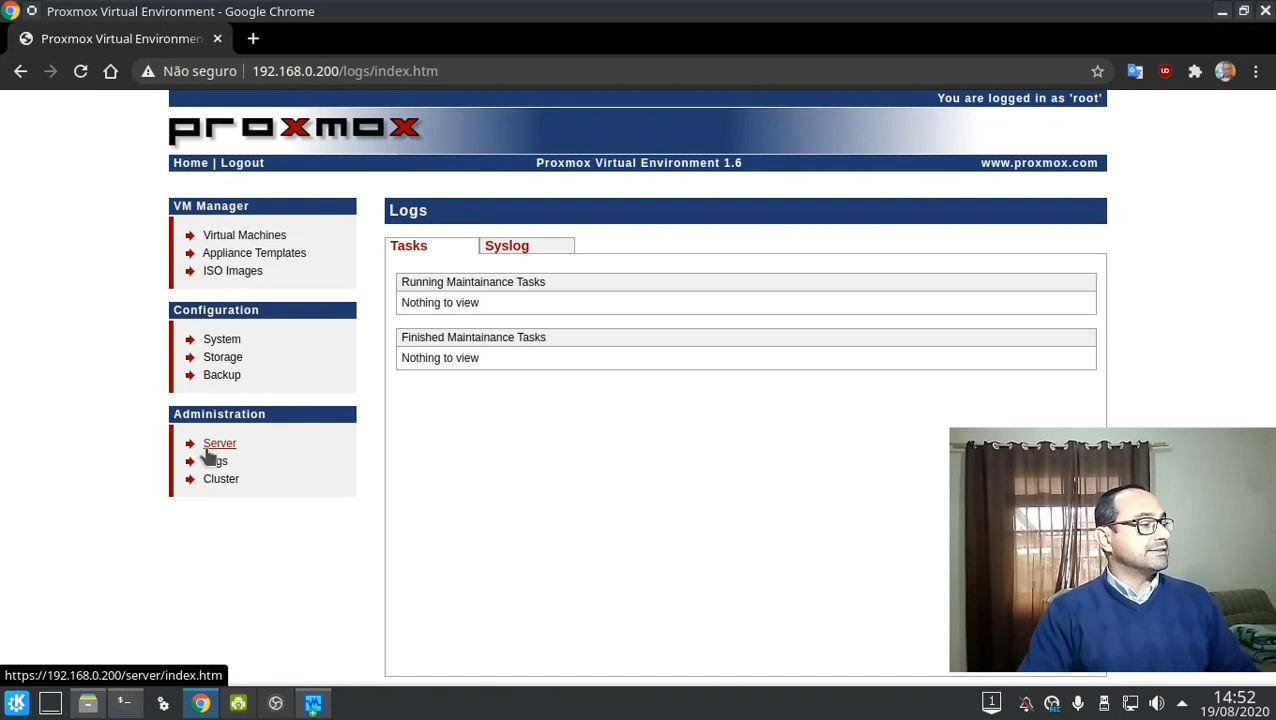 Proxmox Virtual Environment - Google Chrome
Proxmox Virtual Environmen
Não seguro
192.168.0.200/logs/index.htm
You are logged in as 'root'
proxmox
Home | Logout
Proxmox Virtual Environment 1.6
www.proxmox.com
VM Manager
Virtual Machines
Appliance Templates
ISO Images
Configuration
System
Storage
Backup
Administration
Server
gs
Cluster
Logs
Tasks
Syslog
Running Maintainance Tasks
Nothing to view
Finished Maintainance Tasks
Nothing to view
https://192.168.0.200/server/index.htm
1
REC
14:52
19/08/2020